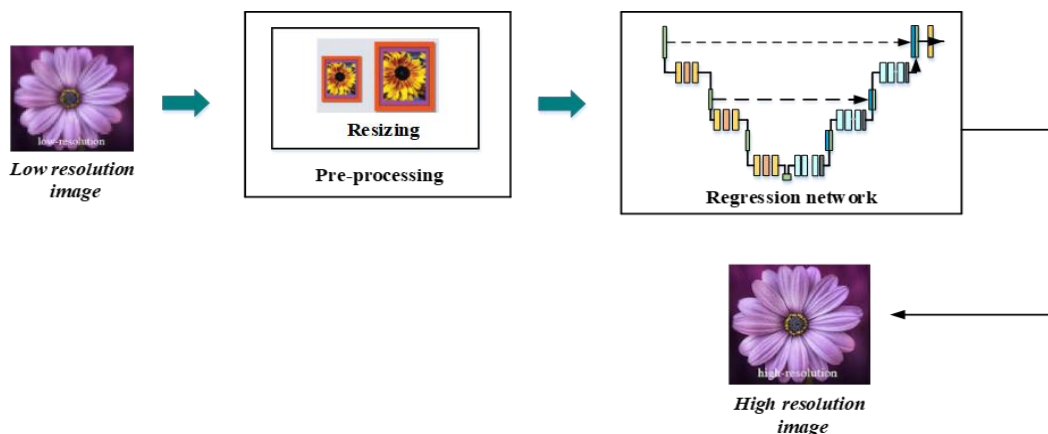 low-resolution
Low resolution
image
Resizing
Pre-processing
Regression network
high-resolution
High resolution
image